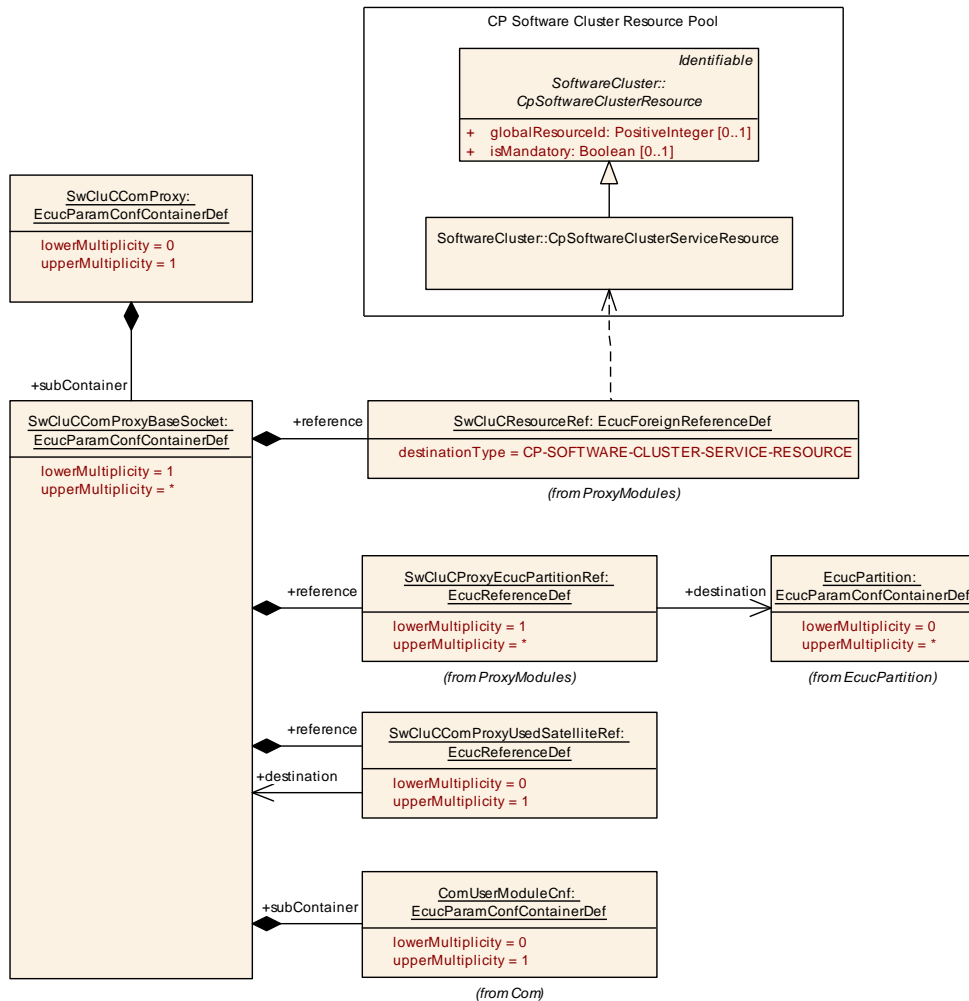 CP Software Cluster Resource Pool
Identifiable
SoftwareCluster::
CpSoftwareClusterResource
+ globalResourceId: PositiveInteger [0..1]
+ isMandatory: Boolean [0..1]
SwCluCComProxy:
EcucParamConfContainerDef
lowerMultiplicity = 0
upperMultiplicity = 1
SoftwareCluster::CpSoftwareClusterServiceResource
+subContainer
SwCluCComProxyBaseSocket:
EcucParamConfContainerDef
lowerMultiplicity = 1
upperMultiplicity = *
+reference
SwCluCResourceRef: EcucForeignReferenceDef
destinationType = CP-SOFTWARE-CLUSTER-SERVICE-RESOURCE
(from ProxyModules)
+reference
SwCluCProxyEcucPartitionRef:
EcucReferenceDef
lowerMultiplicity = 1
upperMultiplicity = *
(from ProxyModules)
+destination
EcucPartition:
EcucParamConfContainerDef
lowerMultiplicity = 0
upperMultiplicity = *
(from EcucPartition)
+reference
SwCluCComProxyUsedSatelliteRef:
EcucReferenceDef
+destination
lowerMultiplicity = 0
upperMultiplicity = 1
+subContainer
ComUserModuleCnf:
EcucParamConfContainerDef
lowerMultiplicity = 0
upperMultiplicity = 1
(from Com)